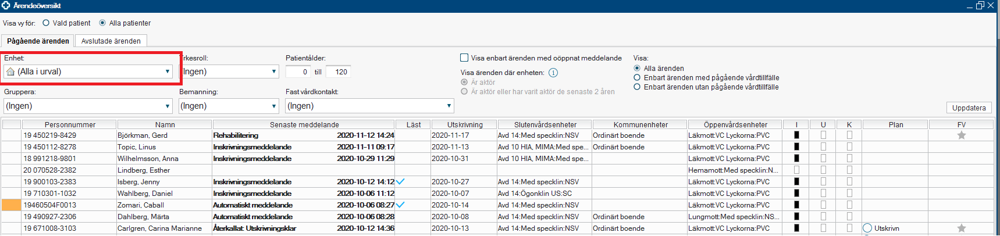 Ärendeöversikt
Visa vy för: Vald patient Alla patienter
Pågående ärenden Avslutade ärenden
Enhet: Yrkesroll: Patientålder: Visa enbart ärenden med oöppnat meddelande Visa:
(Alla i urval) (Ingen) 0 till 120 Visa ärenden där enheten: i Alla ärenden
Är aktör Enbart ärenden med pågående vårdtillfälle
Gruppera: Bemanning: Fast vårdkontakt: Är aktör eller har varit aktör de senaste 2 åren Enbart ärenden utan pågående vårdtillfälle
(Ingen) (Ingen) (Ingen) Uppdatera
Personnummer Namn Senaste meddelande Läst Utskrivning Slutenvårdsenheter Kommunenheter Öppenvårdsenheter I U K Plan FV
19 450219-8429 Björkman, Gerd Rehabilitering 2020-11-12 14:24 2020-11-17 Avd 14:Med specklin:NSV Ordinärt boende Läkmott:VC Lyckorna:PVC
19 450112-8278 Topic, Linus Inskrivningsmeddelande 2020-11-11 09:17 2020-11-13 Avd 10 HIA, MIMA:Med spe... Ordinärt boende Läkmott:VC Lyckorna:PVC
18 991218-9801 Wilhelmsson, Anna Inskrivningsmeddelande 2020-10-29 11:29 2020-10-31 Avd 10 HIA, MIMA:Med spe... Läkmott:VC Lyckorna:PVC
20 070528-2382 Lindberg, Esther Hemamott:Med specklin:N...
19 900103-2383 Isberg, Jenny Inskrivningsmeddelande 2020-10-12 14:12 2020-10-27 Avd 14:Med specklin:NSV Läkmott:VC Lyckorna:PVC
19 710301-1032 Wahlberg, Daniel Inskrivningsmeddelande 2020-10-06 11:12 2020-10-07 Avd 14:Ögonklin US:SC Läkmott:VC Lyckorna:PVC
19460504F0013 Zomari, Caball Automatiskt meddelande 2020-10-06 08:27 2020-10-14 Avd 14:Med specklin:NSV Läkmott:VC Lyckorna:PVC
19 490927-2306 Dahlberg, Märta Automatiskt meddelande 2020-10-06 08:28 2020-10-08 Avd 14:Med specklin:NSV Ordinärt boende Lungmott:Med specklin:NS...
19 671008-3103 Carlgren, Carina Marianne Återkallat: Utskrivningsklar 2020-10-12 14:36 2020-10-13 Avd 14:Med specklin:NSV Ordinärt boende Läkmott:VC Lyckorna:PVC Utskrivn